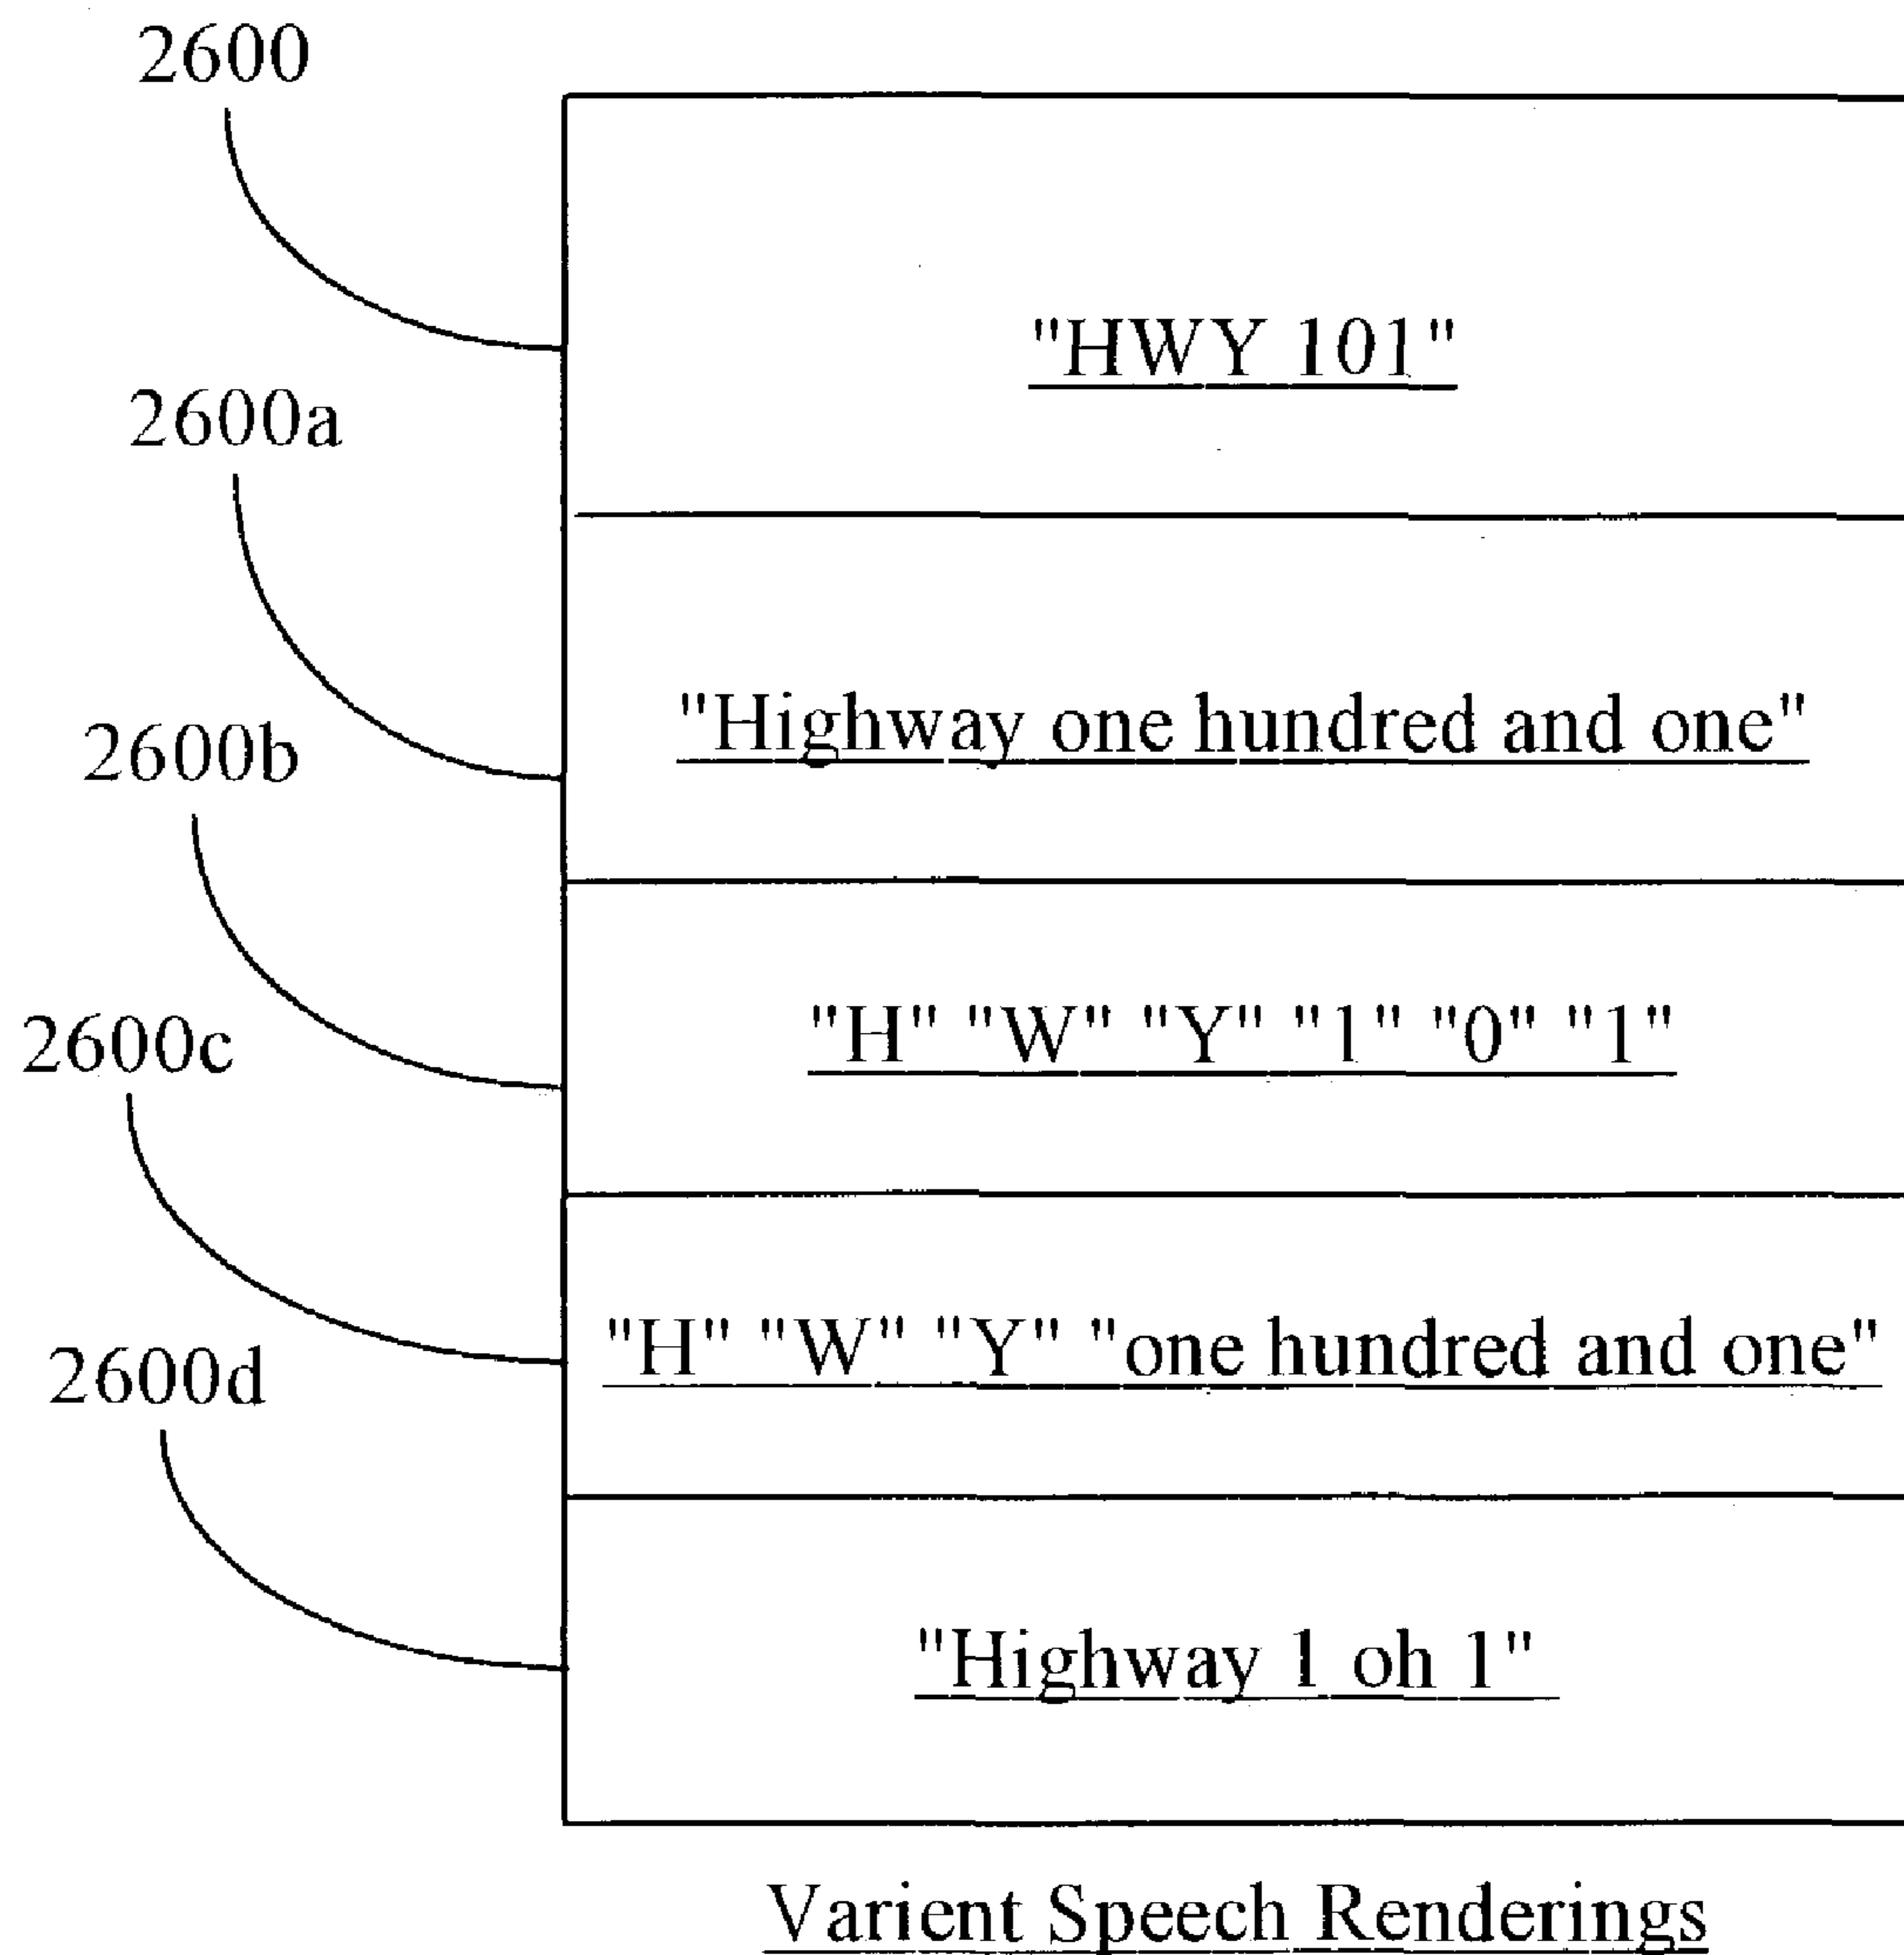 2600
"HWY 101"
2600a
"Highway one hundred and one"
2600b
"H" "W" "Y" "1" "0" "1"
2600c
"H" "W" "Y" "one hundred and one"
2600d
"Highway 1 oh 1"
Varient Speech Renderings